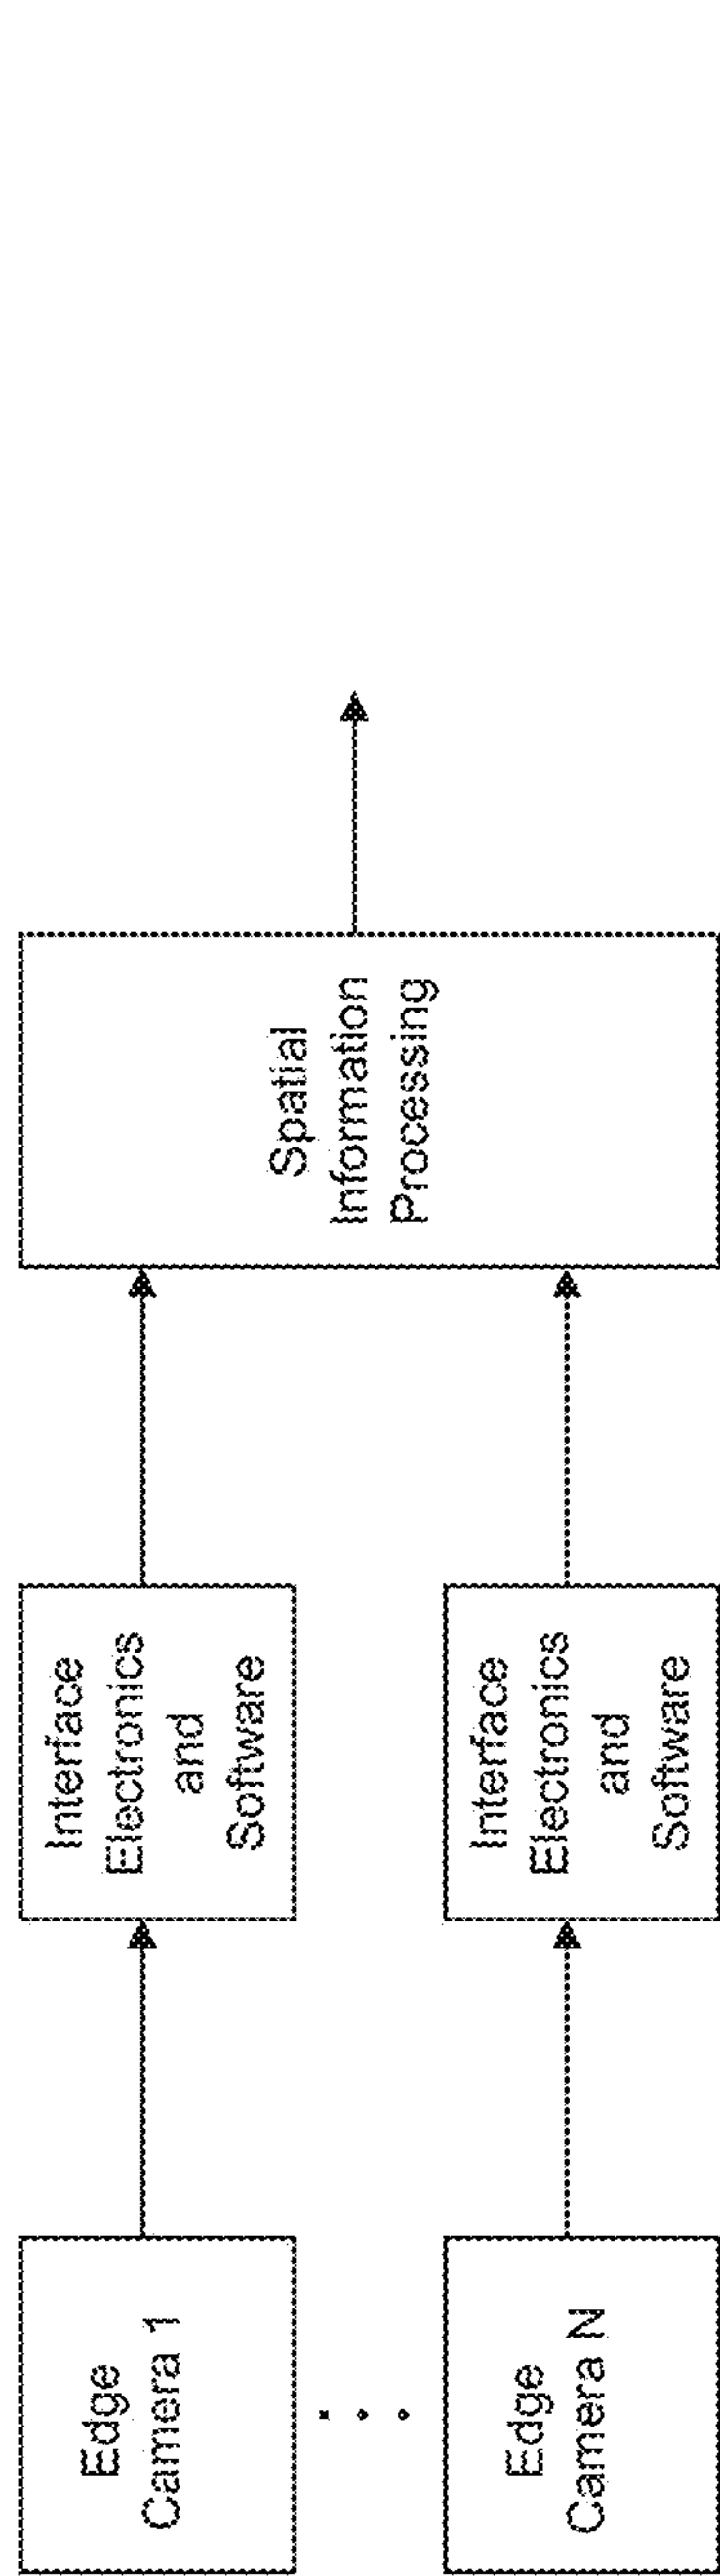 Edge
Camera 1
Interface
Electronics
and
Software
Spatial
Information
Processing
Edge
Camera N
Interface
Electronics
and
Software